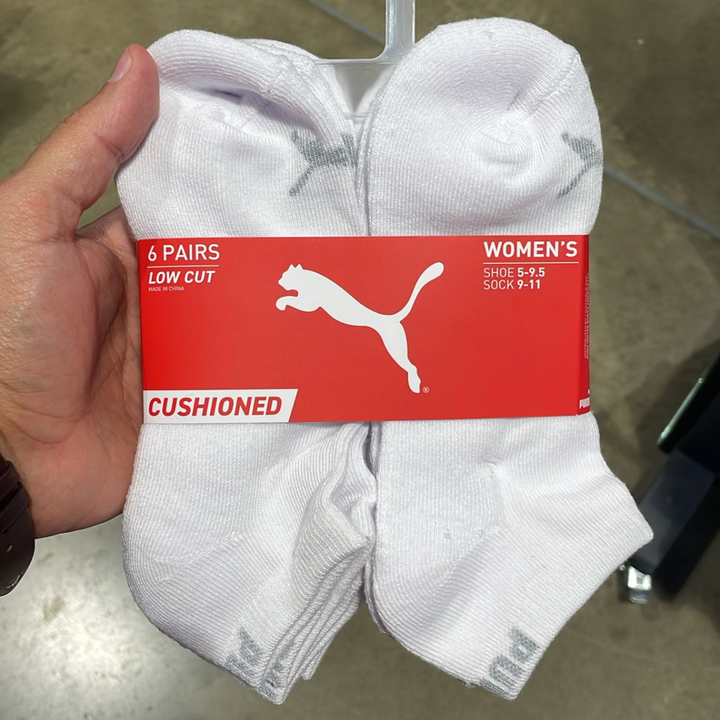 6 PAIRS
LOW CUT
MADE IN CHINA
WOMEN'S
SHOE 5-9.5
SOCK 9-11
®
CUSHIONED